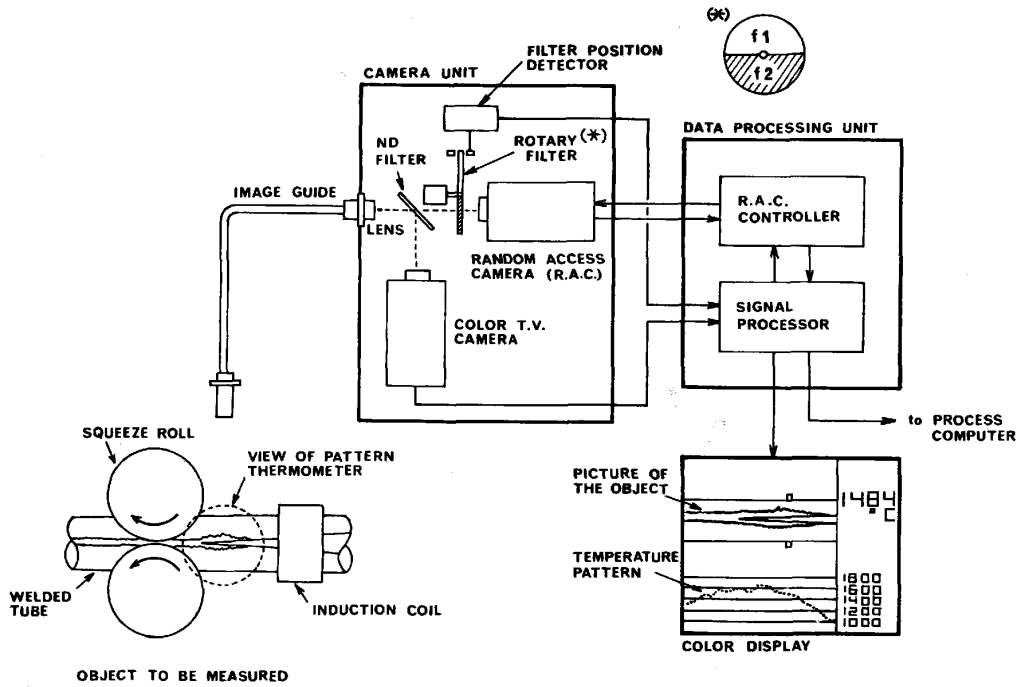 (*)
f1
f2
FILTER POSITION
DETECTOR
CAMERA UNIT
DATA PROCESSING UNIT
ND
FILTER
ROTARY (*)
FILTER
IMAGE GUIDE
LENS
R.A.C.
CONTROLLER
RANDOM ACCESS
CAMERA (R.A.C.)
SIGNAL
PROCESSOR
COLOR T.V.
CAMERA
to PROCESS
COMPUTER
SQUEEZE ROLL
VIEW OF PATTERN
THERMOMETER
PICTURE OF
THE OBJECT
1484
°C
TEMPERATURE
PATTERN
1800
1600
1400
1200
1000
WELDED
TUBE
INDUCTION COIL
COLOR DISPLAY
OBJECT TO BE MEASURED